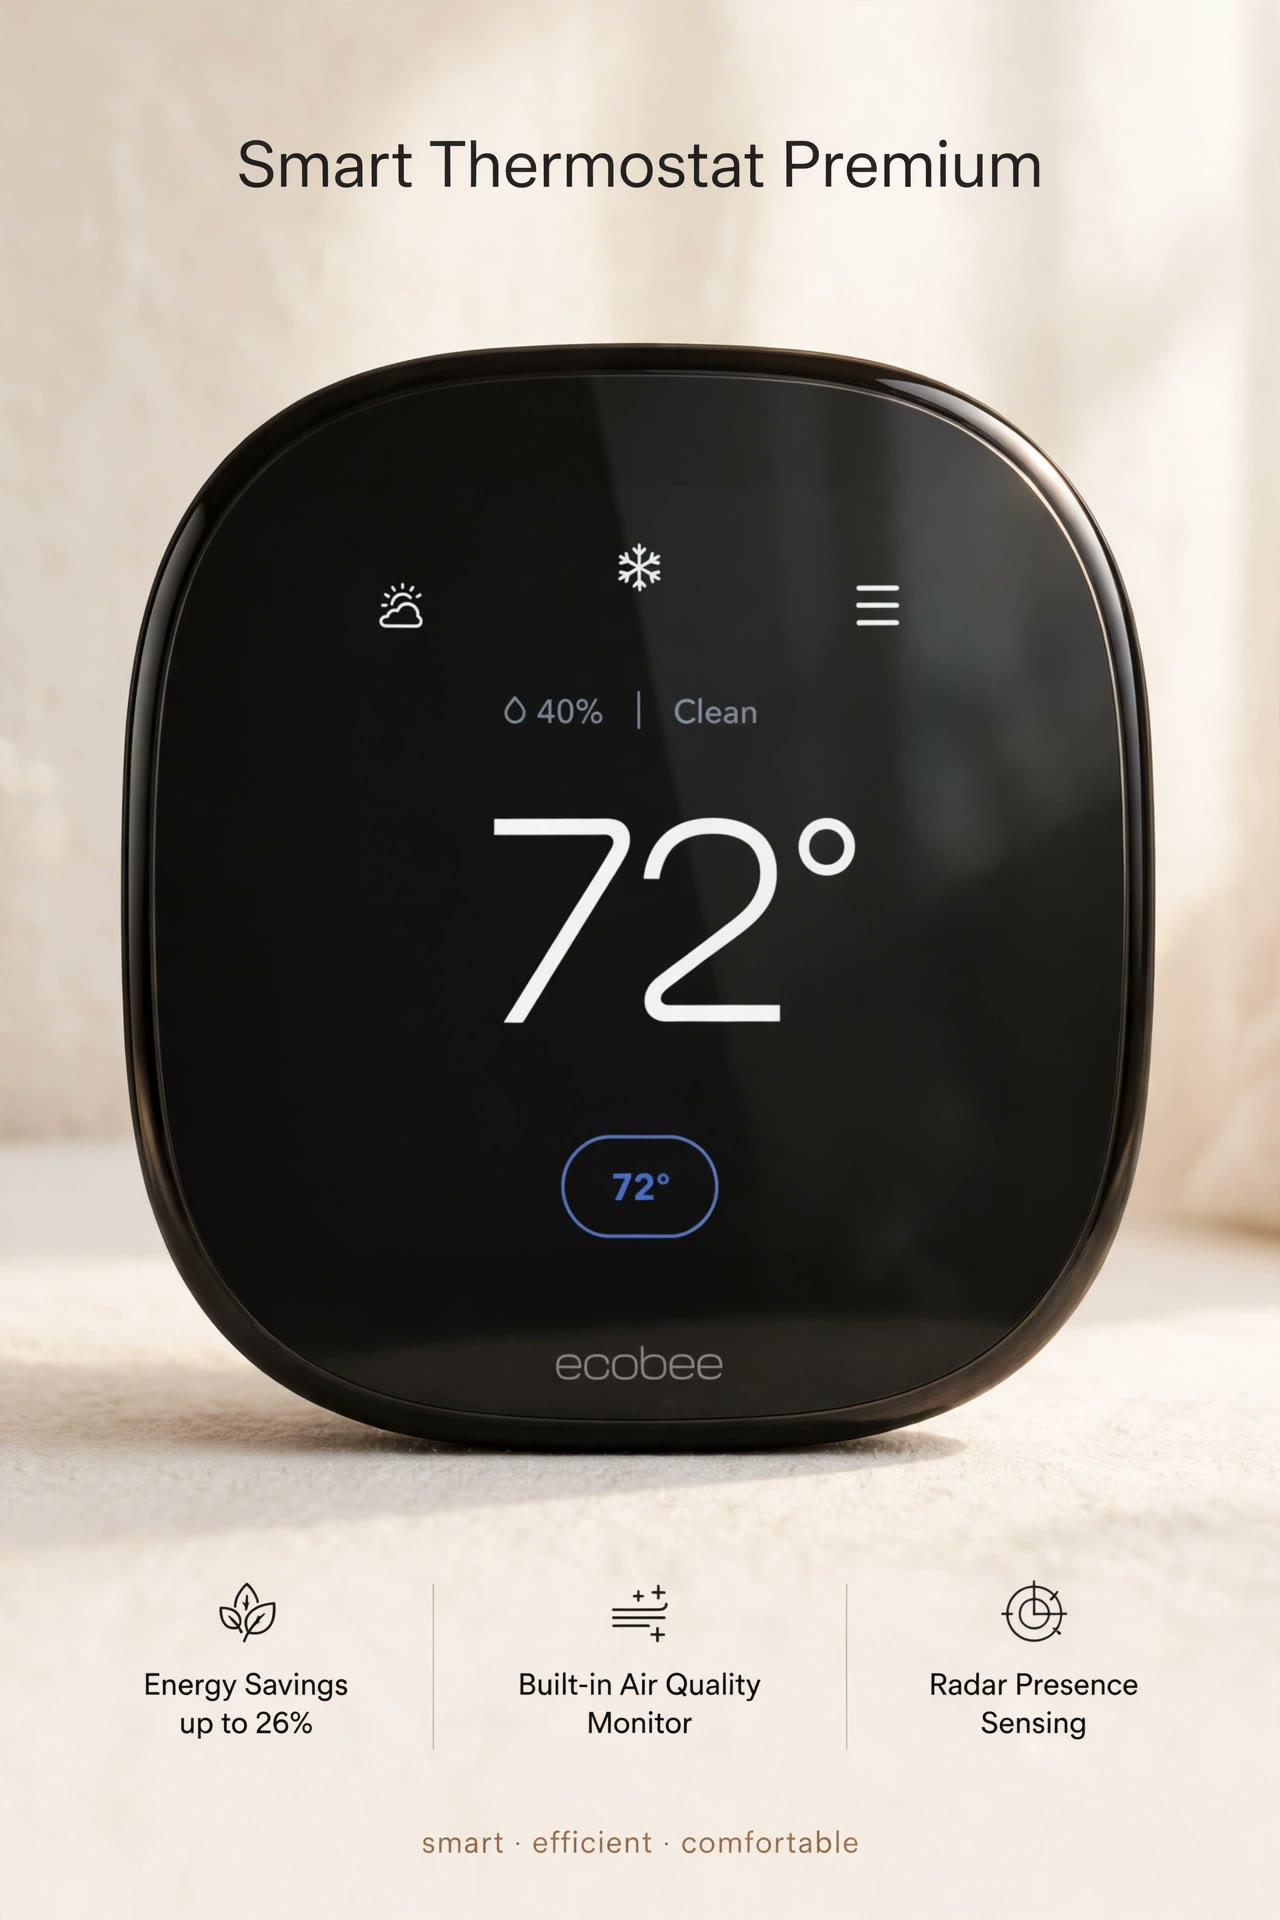 Smart Thermostat Premium
40% | Clean
72°
72°
ecobee
Energy Savings
up to 26%
Built-in Air Quality
Monitor
Radar Presence
Sensing
smart · efficient · comfortable